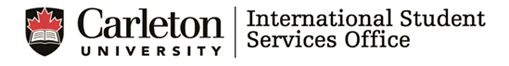 Carleton
UNIVERSITY
International Student
Services Office